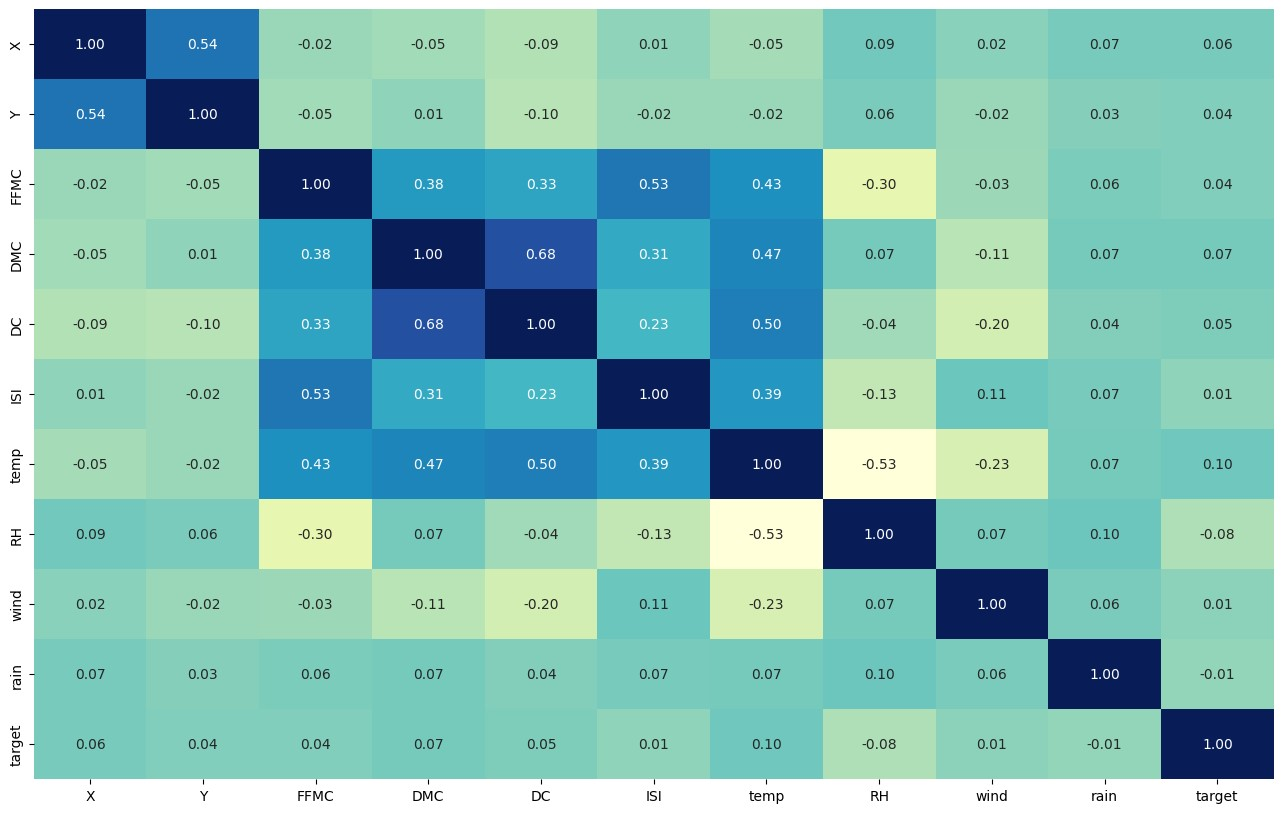 X 1.00 0.54 -0.02 -0.05 -0.09 0.01 -0.05 0.09 0.02 0.07 0.06
Y 0.54 1.00 -0.05 0.01 -0.10 -0.02 -0.02 0.06 -0.02 0.03 0.04
FFMC -0.02 -0.05 1.00 0.38 0.33 0.53 0.43 -0.30 -0.03 0.06 0.04
DMC -0.05 0.01 0.38 1.00 0.68 0.31 0.47 0.07 -0.11 0.07 0.07
DC -0.09 -0.10 0.33 0.68 1.00 0.23 0.50 -0.04 -0.20 0.04 0.05
ISI 0.01 -0.02 0.53 0.31 0.23 1.00 0.39 -0.13 0.11 0.07 0.01
temp -0.05 -0.02 0.43 0.47 0.50 0.39 1.00 -0.53 -0.23 0.07 0.10
RH 0.09 0.06 -0.30 0.07 -0.04 -0.13 -0.53 1.00 0.07 0.10 -0.08
wind 0.02 -0.02 -0.03 -0.11 -0.20 0.11 -0.23 0.07 1.00 0.06 0.01
rain 0.07 0.03 0.06 0.07 0.04 0.07 0.07 0.10 0.06 1.00 -0.01
target 0.06 0.04 0.04 0.07 0.05 0.01 0.10 -0.08 0.01 -0.01 1.00
X Y FFMC DMC DC ISI temp RH wind rain target